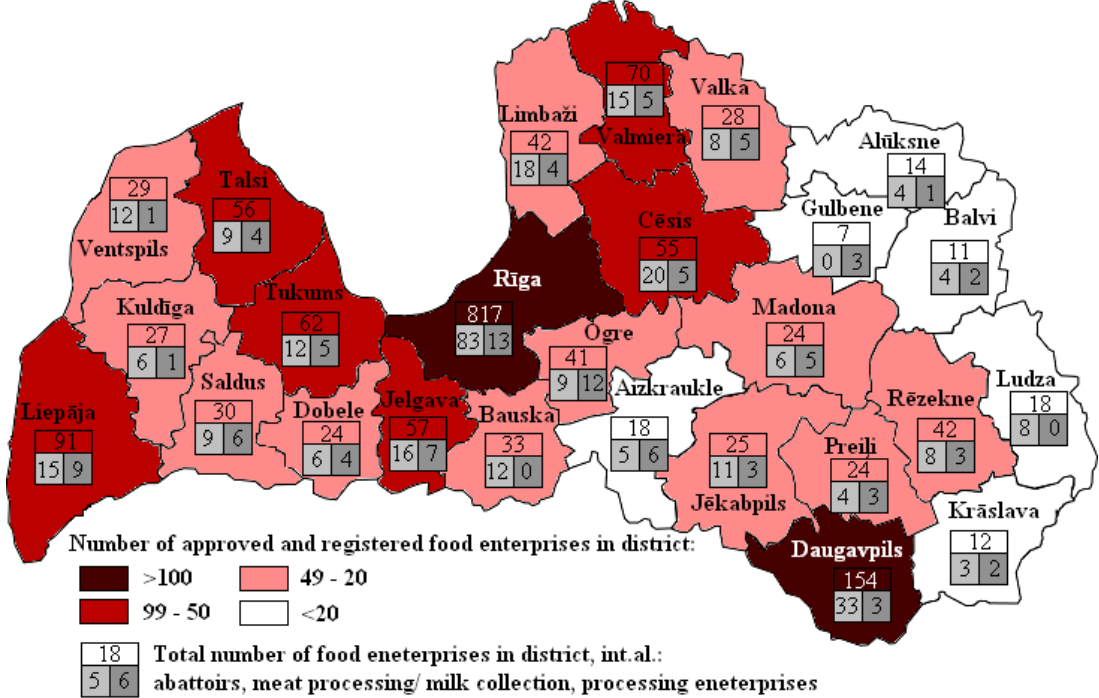 70
15 5
Valmiera
Valka
28
8 5
Limbaži
42
18 4
Alūksne
14
4 1
Talsi
56
9 4
29
12 1
Ventspils
Gulbene
7
0 3
Balvi
11
4 2
Cēsis
55
20 5
Rīga
817
83 13
Kuldīga
27
6 1
Tukums
62
12 5
Madona
24
6 5
Ogre
41
9 12
Aizkraukle
18
5 6
Liepāja
91
15 9
Saldus
30
9 6
Dobele
24
6 4
Jelgava
57
16 7
Bauska
33
12 0
25
11 3
Jēkabpils
Preiļi
24
4 3
Rēzekne
42
8 3
Ludza
18
8 0
Krāslava
12
3 2
Daugavpils
154
33 3
Number of approved and registered food enterprises in district:
>100
49 - 20
99 - 50
<20
18
5 6
Total number of food eneterprises in district, int.al.:
abattoirs, meat processing/ milk collection, processing eneterprises